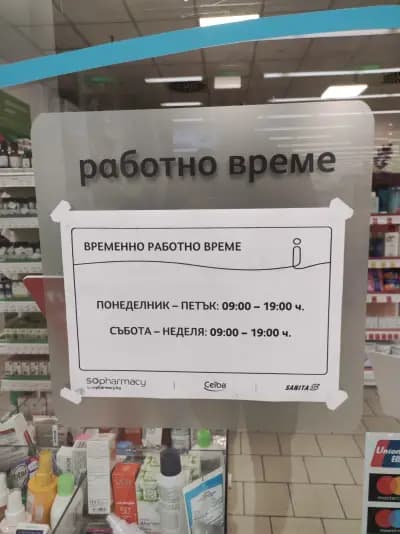 работно време
ВРЕМЕННО РАБОТНО ВРЕМЕ
ПОНЕДЕЛНИК – ПЕТЪК: 09:00 – 19:00 ч.
СЪБОТА – НЕДЕЛЯ: 09:00 – 19:00 ч.
sopharmacy
Ceiba
SANITA